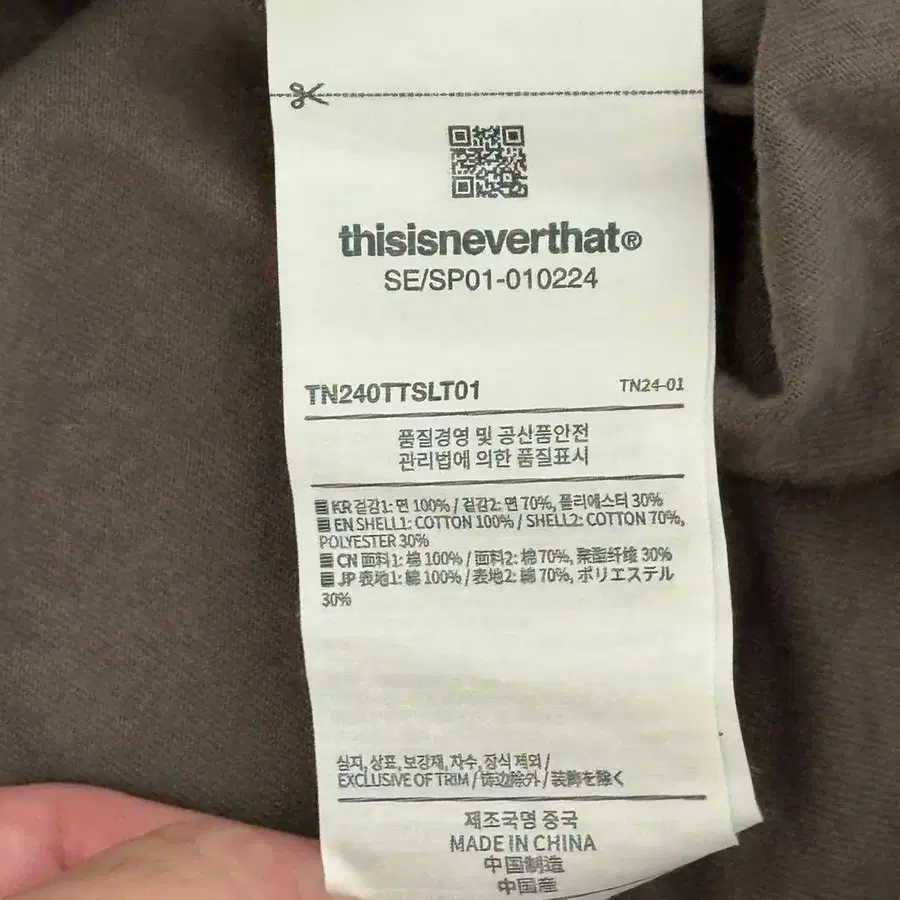 thisisneverthat®
SE/SP01-010224
TN240TTSLT01
TN24-01
품질경영 및 공산품안전
관리법에 의한 품질표시
KR 겉감1: 면 100% / 겉감2: 면 70%, 폴리에스터 30%
EN SHELL1: COTTON 100% / SHELL2: COTTON 70%,
POLYESTER 30%
CN 面料1: 棉 100% / 面料2: 棉 70%, 聚酯纤维 30%
JP 表地1: 綿 100% / 表地2: 綿 70%, ポリエステル
30%
심지, 상표, 보강재, 자수, 장식 제외 /
EXCLUSIVE OF TRIM / 饰边除外 / 装飾を除く
제조국명 중국
MADE IN CHINA
中国制造
中国産